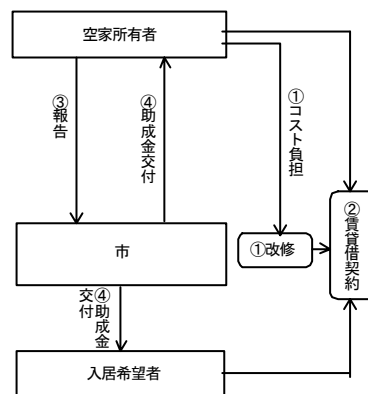 空家所有者
③報告
④助成金交付
①コスト負担
②賃貸借契約
市
①改修
④助成金
交付
入居希望者